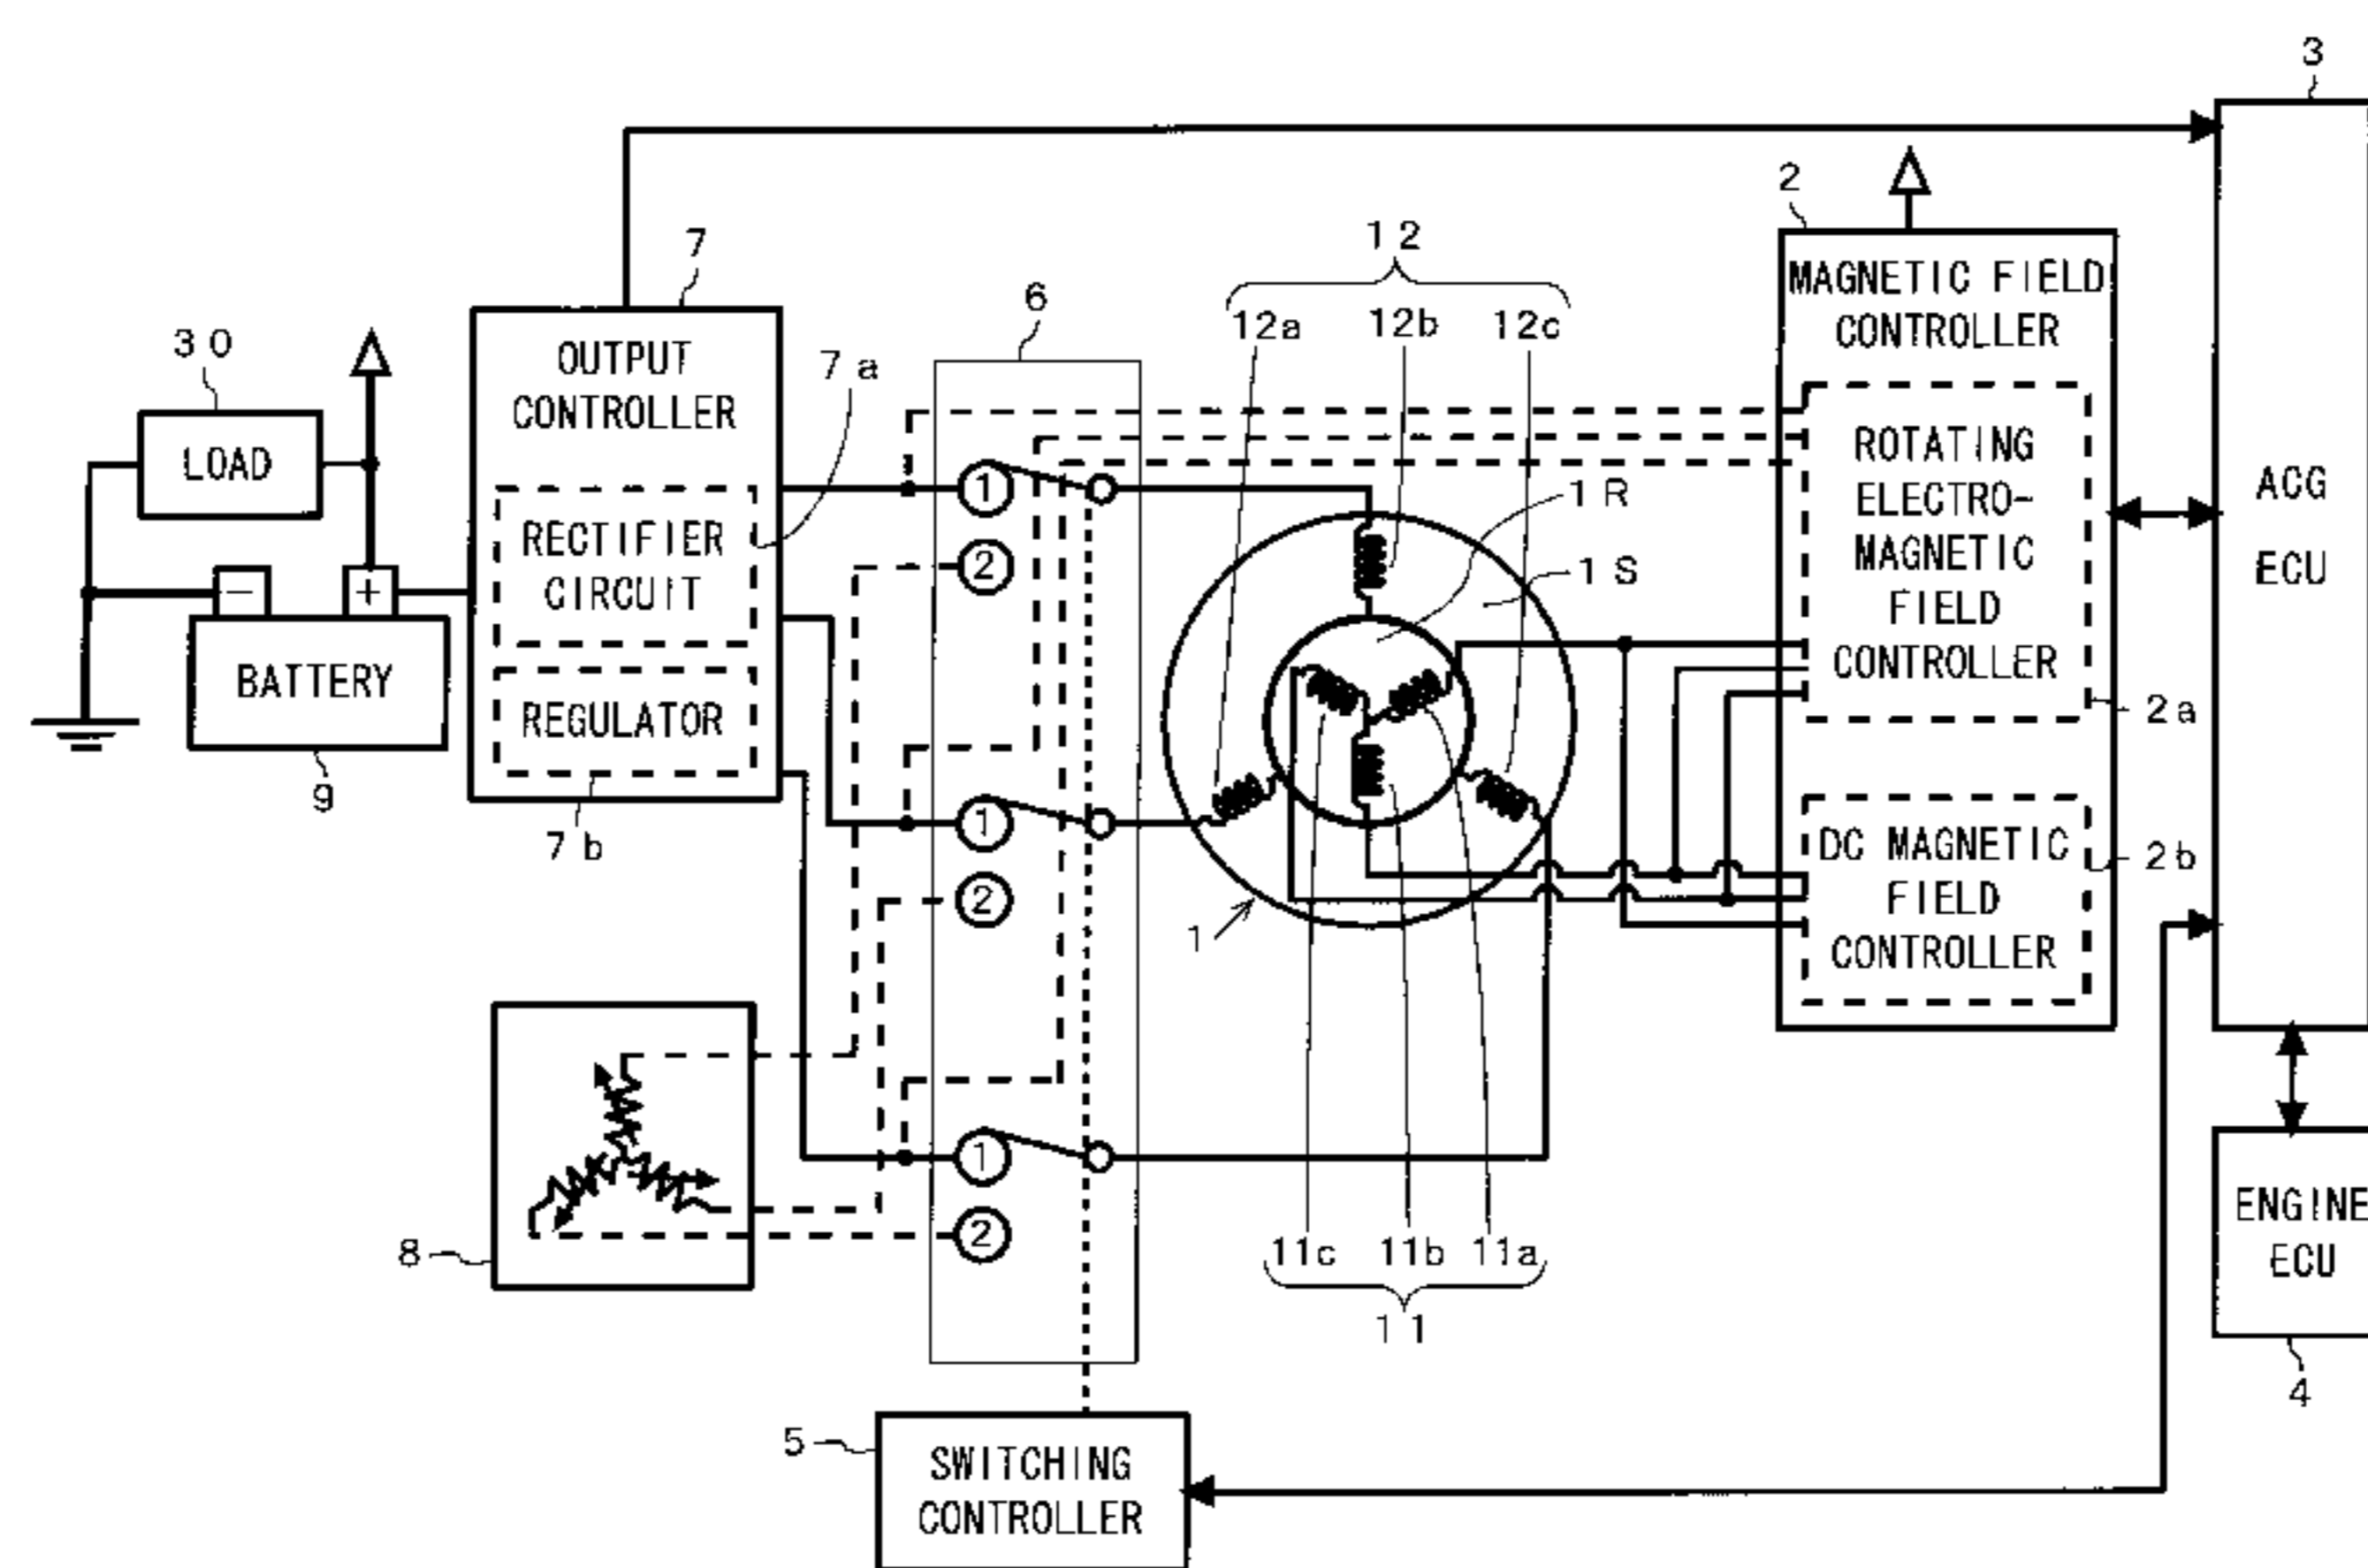 3
2
12
7
6
MAGNETIC FIELD
CONTROLLER
30
12a 12b 12c
OUTPUT
CONTROLLER
7a
LOAD
1
ROTATING
ELECTRO-
MAGNETIC
FIELD
CONTROLLER
ACG
ECU
1R
RECTIFIER
CIRCUIT
2
1S
− +
BATTERY
REGULATOR
2a
9
7b
1
DC MAGNETIC
FIELD
CONTROLLER
2b
2
1
1
ENGINE
ECU
8
2
11c 11b 11a
11
4
5
SWITCHING
CONTROLLER